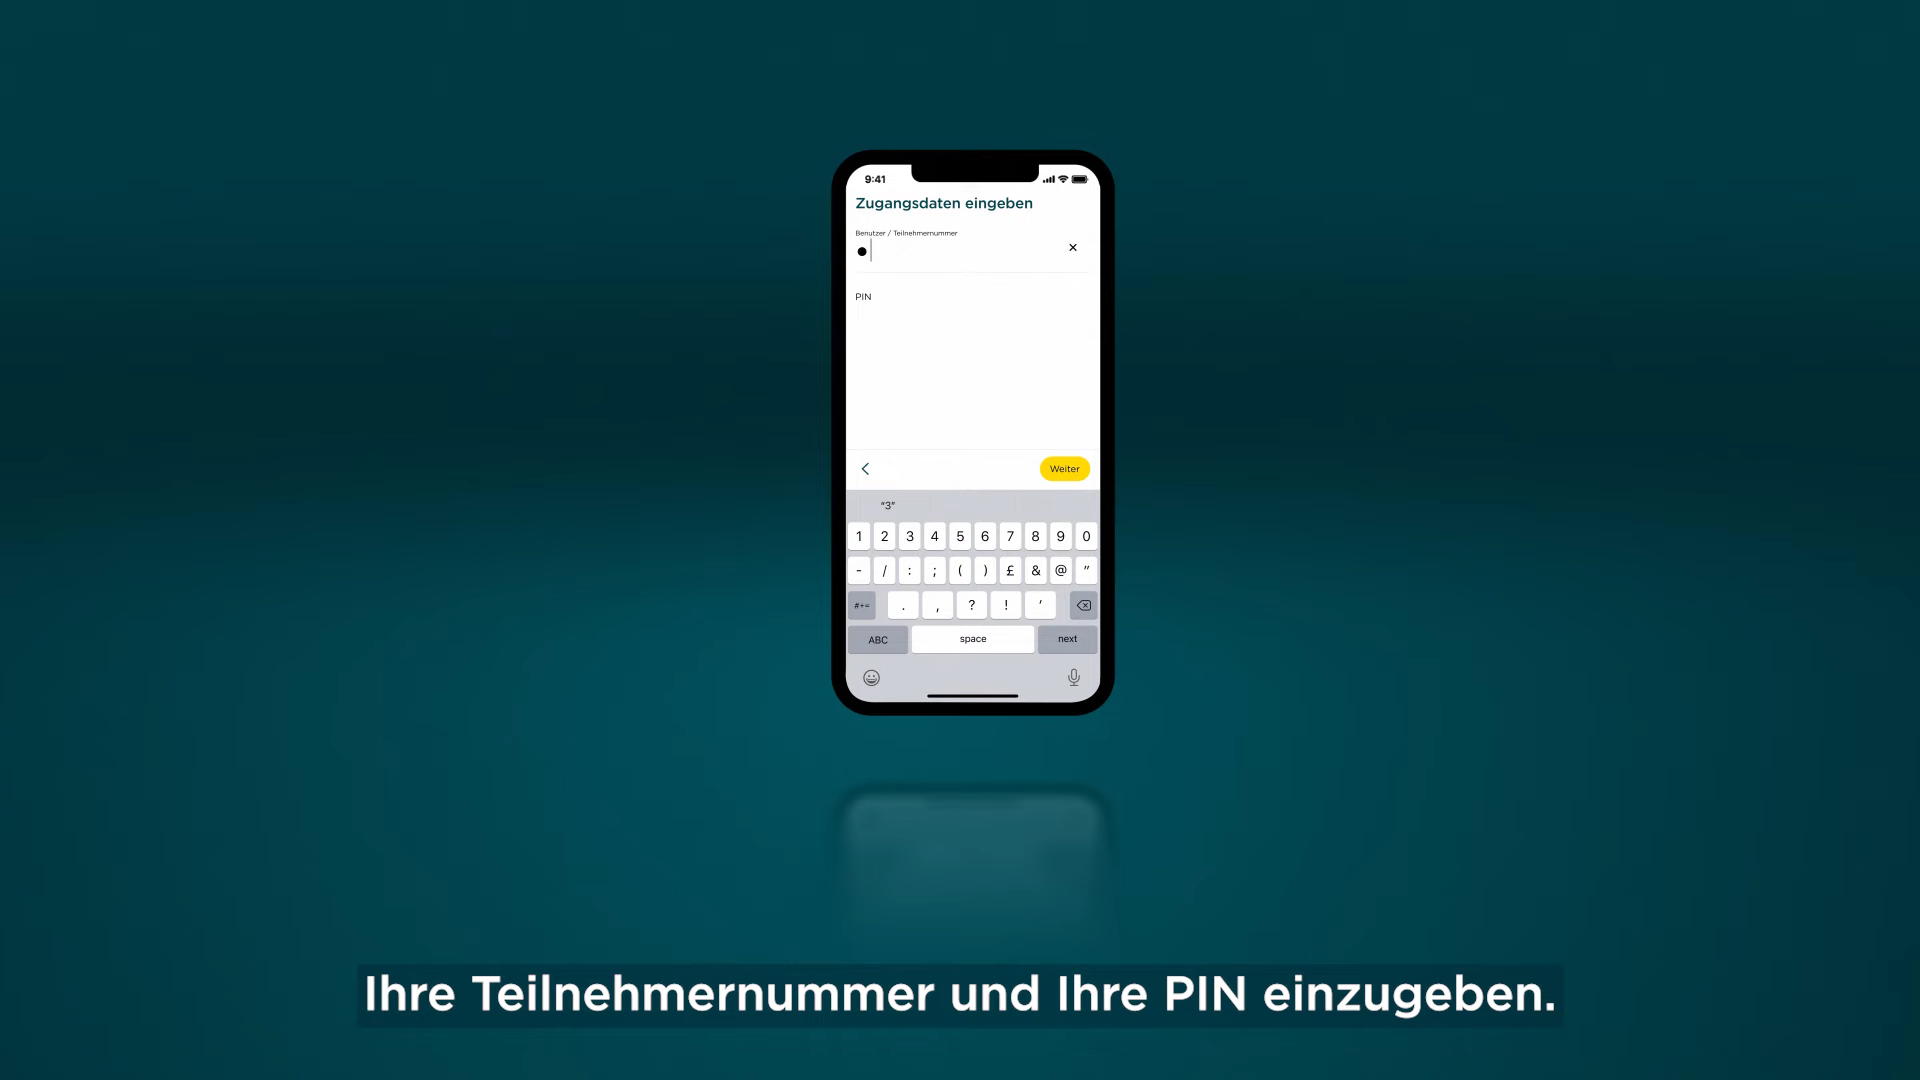 9:41
Zugangsdaten eingeben
Benutzer / Teilnehmernummer
PIN
Weiter
“3”
1 2 3 4 5 6 7 8 9 0
- / : ; ( ) £ & @ "
#+= . , ? ! ’
ABC space next
Ihre Teilnehmernummer und Ihre PIN einzugeben.